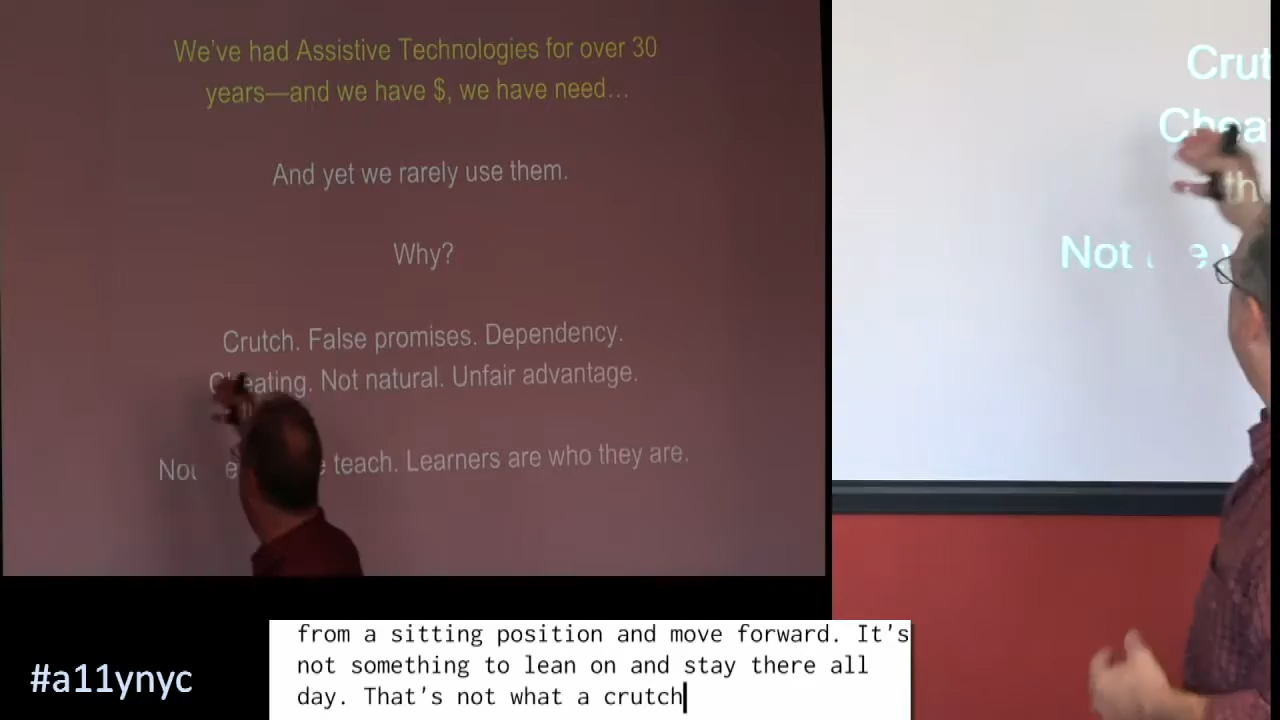 We've had Assistive Technologies for over 30
years—and we have $, we have need…
And yet we rarely use them.
Why?
Crutch. False promises. Dependency.
Cheating. Not natural. Unfair advantage.
teach. Learners are who they are.
Crut
Chea
Not
from a sitting position and move forward. It's
not something to lean on and stay there all
day. That's not what a crutch
#a11ynyc